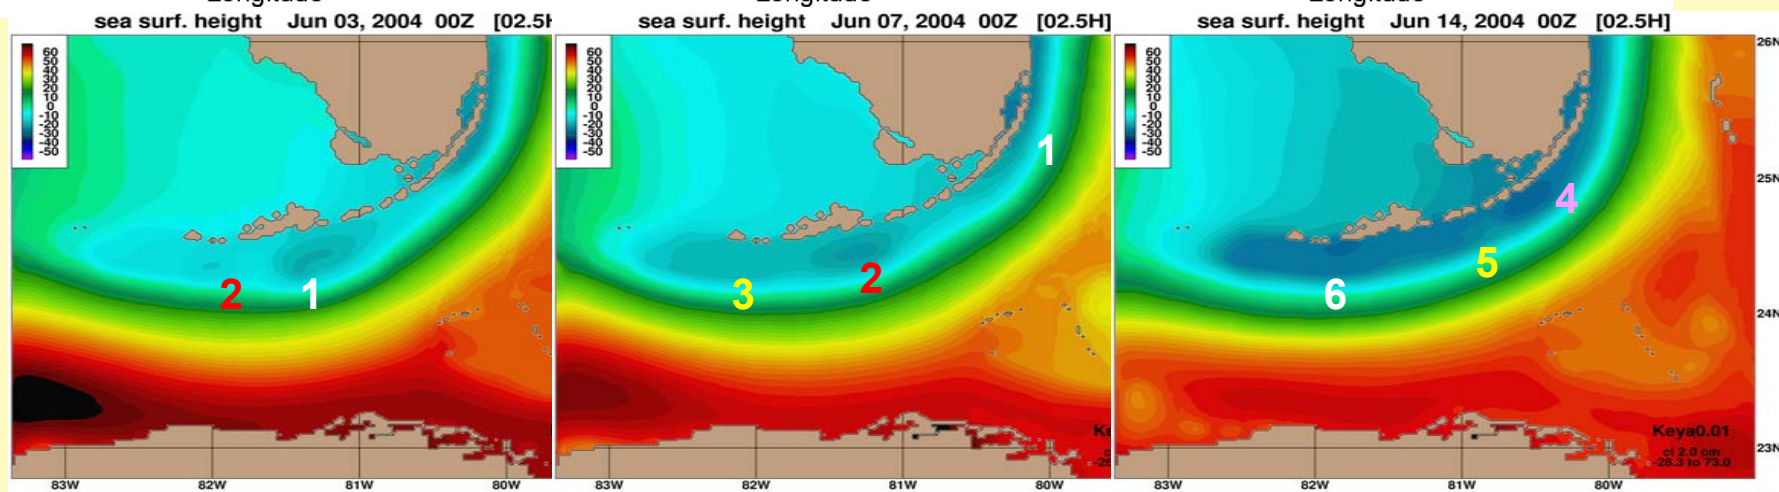 sea surf. height Jun 03, 2004 00Z [02.5H
60
50
40
30
20
10
0
-10
-20
-30
-40
-50
2
1
83W
82W
81W
80W
sea surf. height Jun 07, 2004 00Z [02.5H]
60
50
40
30
20
10
0
-10
-20
-30
-40
-50
1
3
2
83W
82W
81W
80W
sea surf. height Jun 14, 2004 00Z [02.5H]
60
50
40
30
20
10
0
-10
-20
-30
-40
-50
4
5
6
26N
25N
24N
23N
Keya0.01
ci 2.0 cm
-28.3 to 73.0
83W
82W
81W
80W